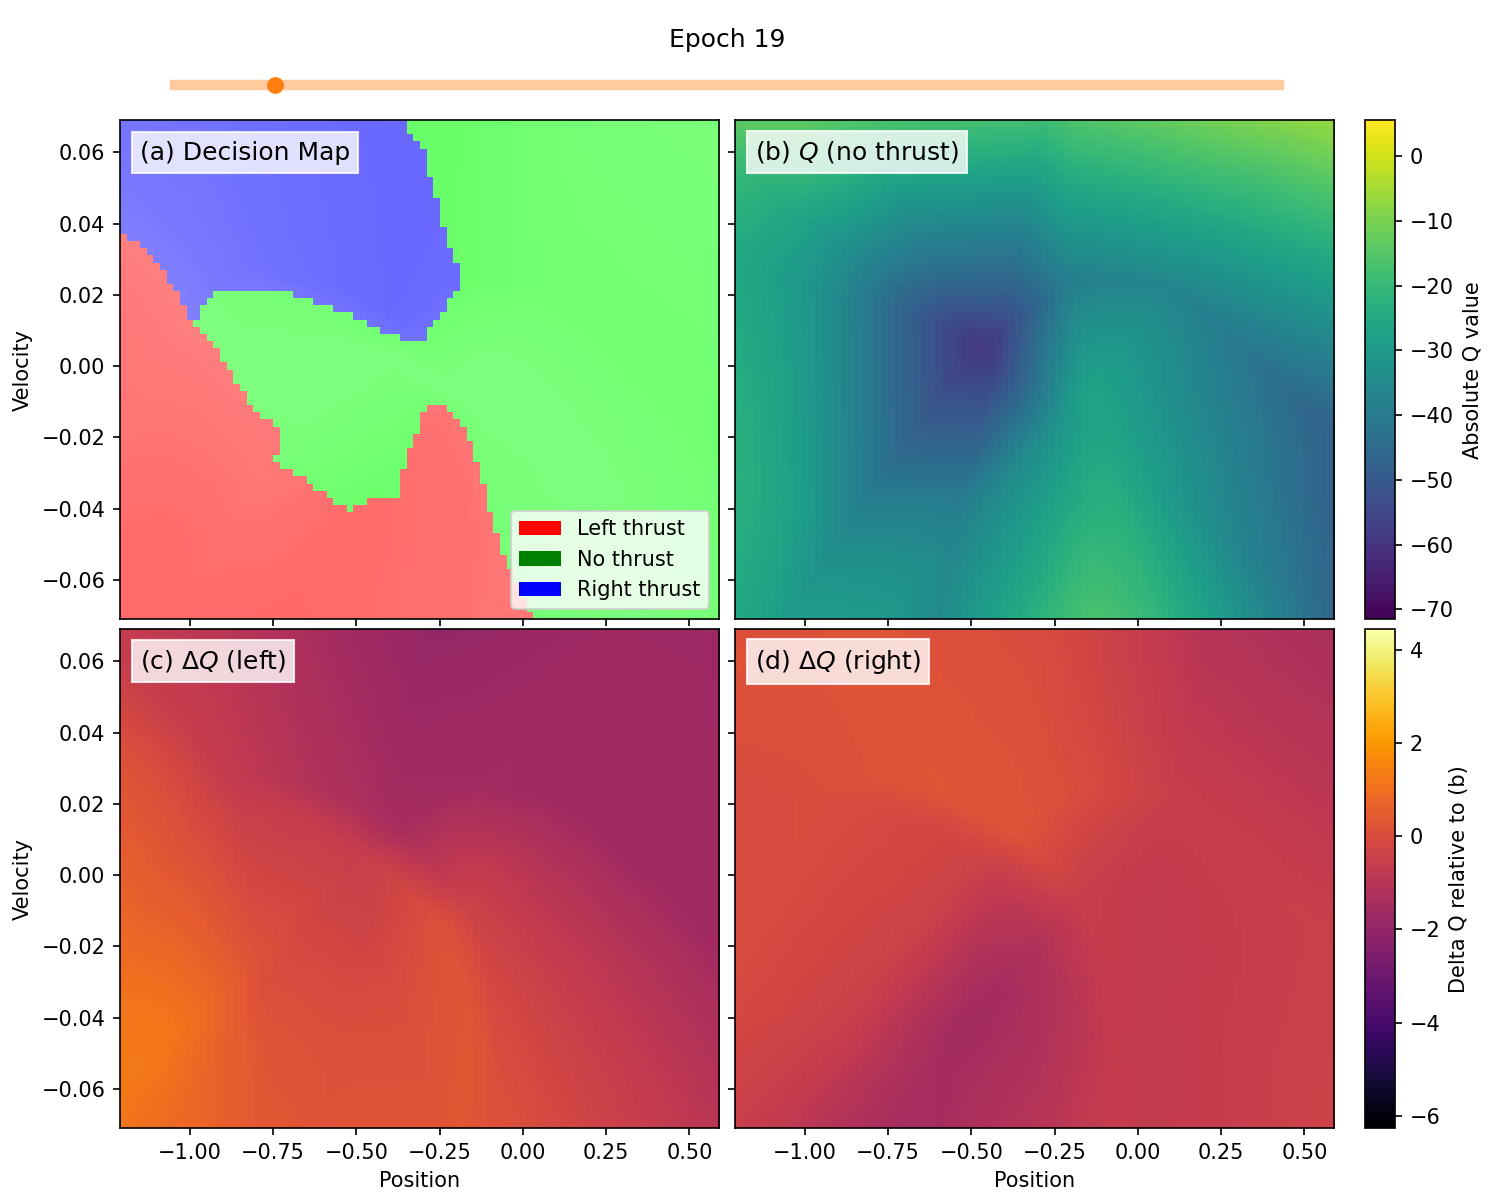 Epoch 19
(a) Decision Map
(b) Q (no thrust)
0.06
0.04
0.02
0.00
−0.02
−0.04
−0.06
Velocity
Left thrust
No thrust
Right thrust
0
−10
−20
−30
−40
−50
−60
−70
Absolute Q value
(c) ΔQ (left)
(d) ΔQ (right)
0.06
0.04
0.02
0.00
−0.02
−0.04
−0.06
Velocity
4
2
0
−2
−4
−6
Delta Q relative to (b)
−1.00 −0.75 −0.50 −0.25 0.00 0.25 0.50
Position
−1.00 −0.75 −0.50 −0.25 0.00 0.25 0.50
Position